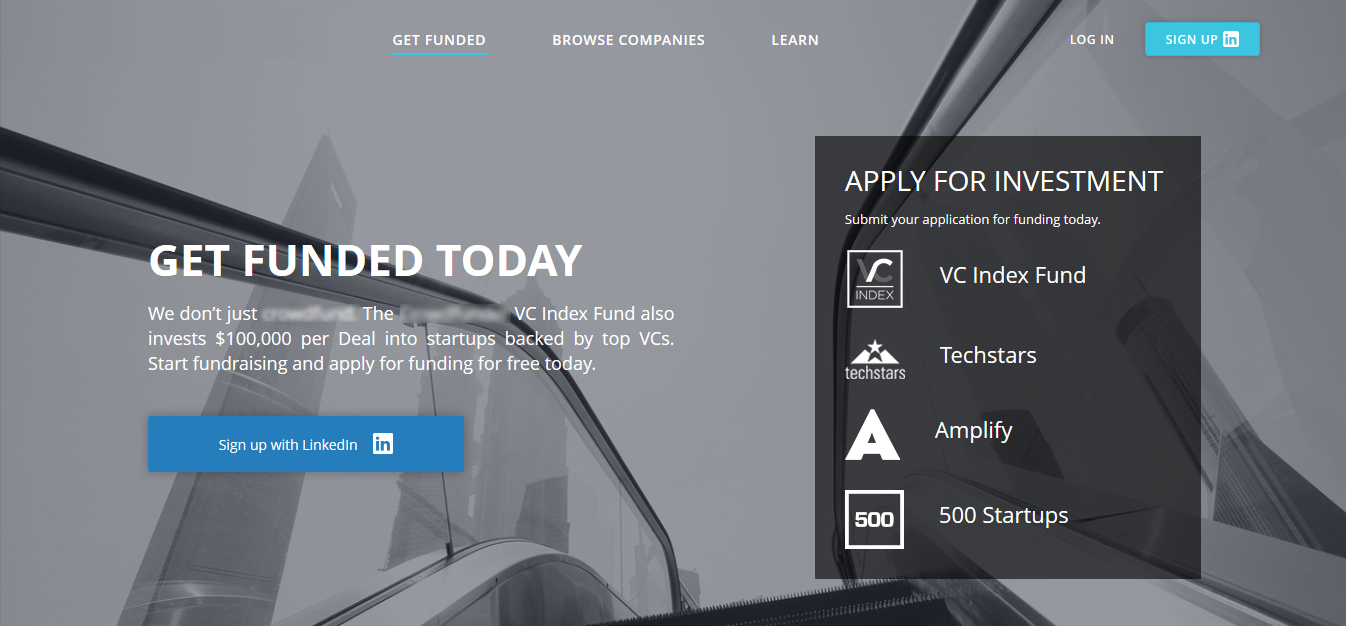 GET FUNDED
BROWSE COMPANIES
LEARN
LOG IN
SIGN UP in
GET FUNDED TODAY
We don’t just The VC Index Fund also
invests $100,000 per Deal into startups backed by top VCs.
Start fundraising and apply for funding for free today.
Sign up with LinkedIn in
APPLY FOR INVESTMENT
Submit your application for funding today.
VC
INDEX
VC Index Fund
techstars
Techstars
A
Amplify
500
500 Startups